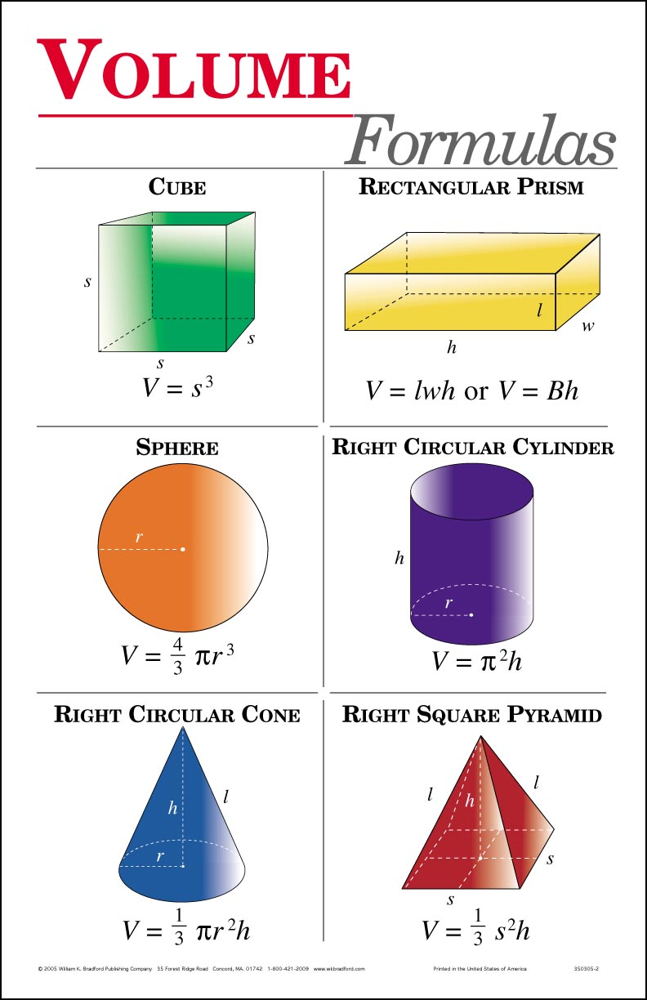 VOLUME
Formulas
CUBE
s
s
s
V = s³
RECTANGULAR PRISM
l
w
h
V = lwh or V = Bh
SPHERE
r
V = 4/3 πr³
RIGHT CIRCULAR CYLINDER
h
r
V = π²h
RIGHT CIRCULAR CONE
h
l
r
V = 1/3 πr²h
RIGHT SQUARE PYRAMID
l
h
l
s
s
V = 1/3 s²h
© 2005 William K. Bradford Publishing Company 35 Forest Ridge Road Concord, MA. 01742 1-800-421-2009 www.wkbradford.com Printed in the United States of America 350305-2